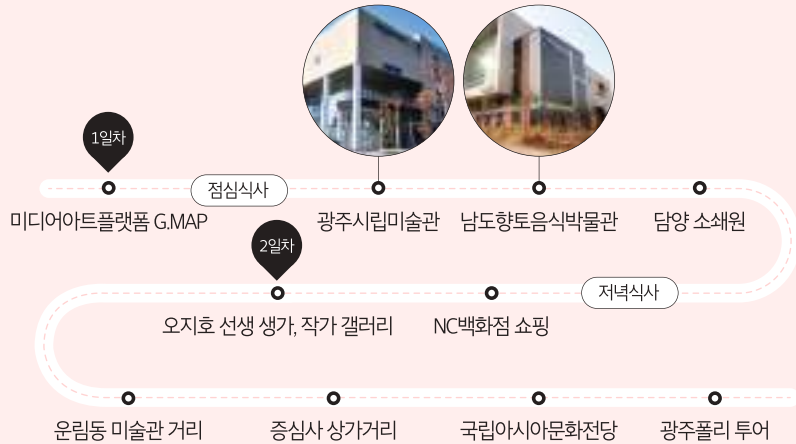 1일차
점심식사
미디어아트플랫폼 G.MAP
광주시립미술관
남도향토음식박물관
담양 소쇄원
2일차
저녁식사
오지호 선생 생가, 작가 갤러리
NC백화점 쇼핑
운림동 미술관 거리
증심사 상가거리
국립아시아문화전당
광주폴리 투어